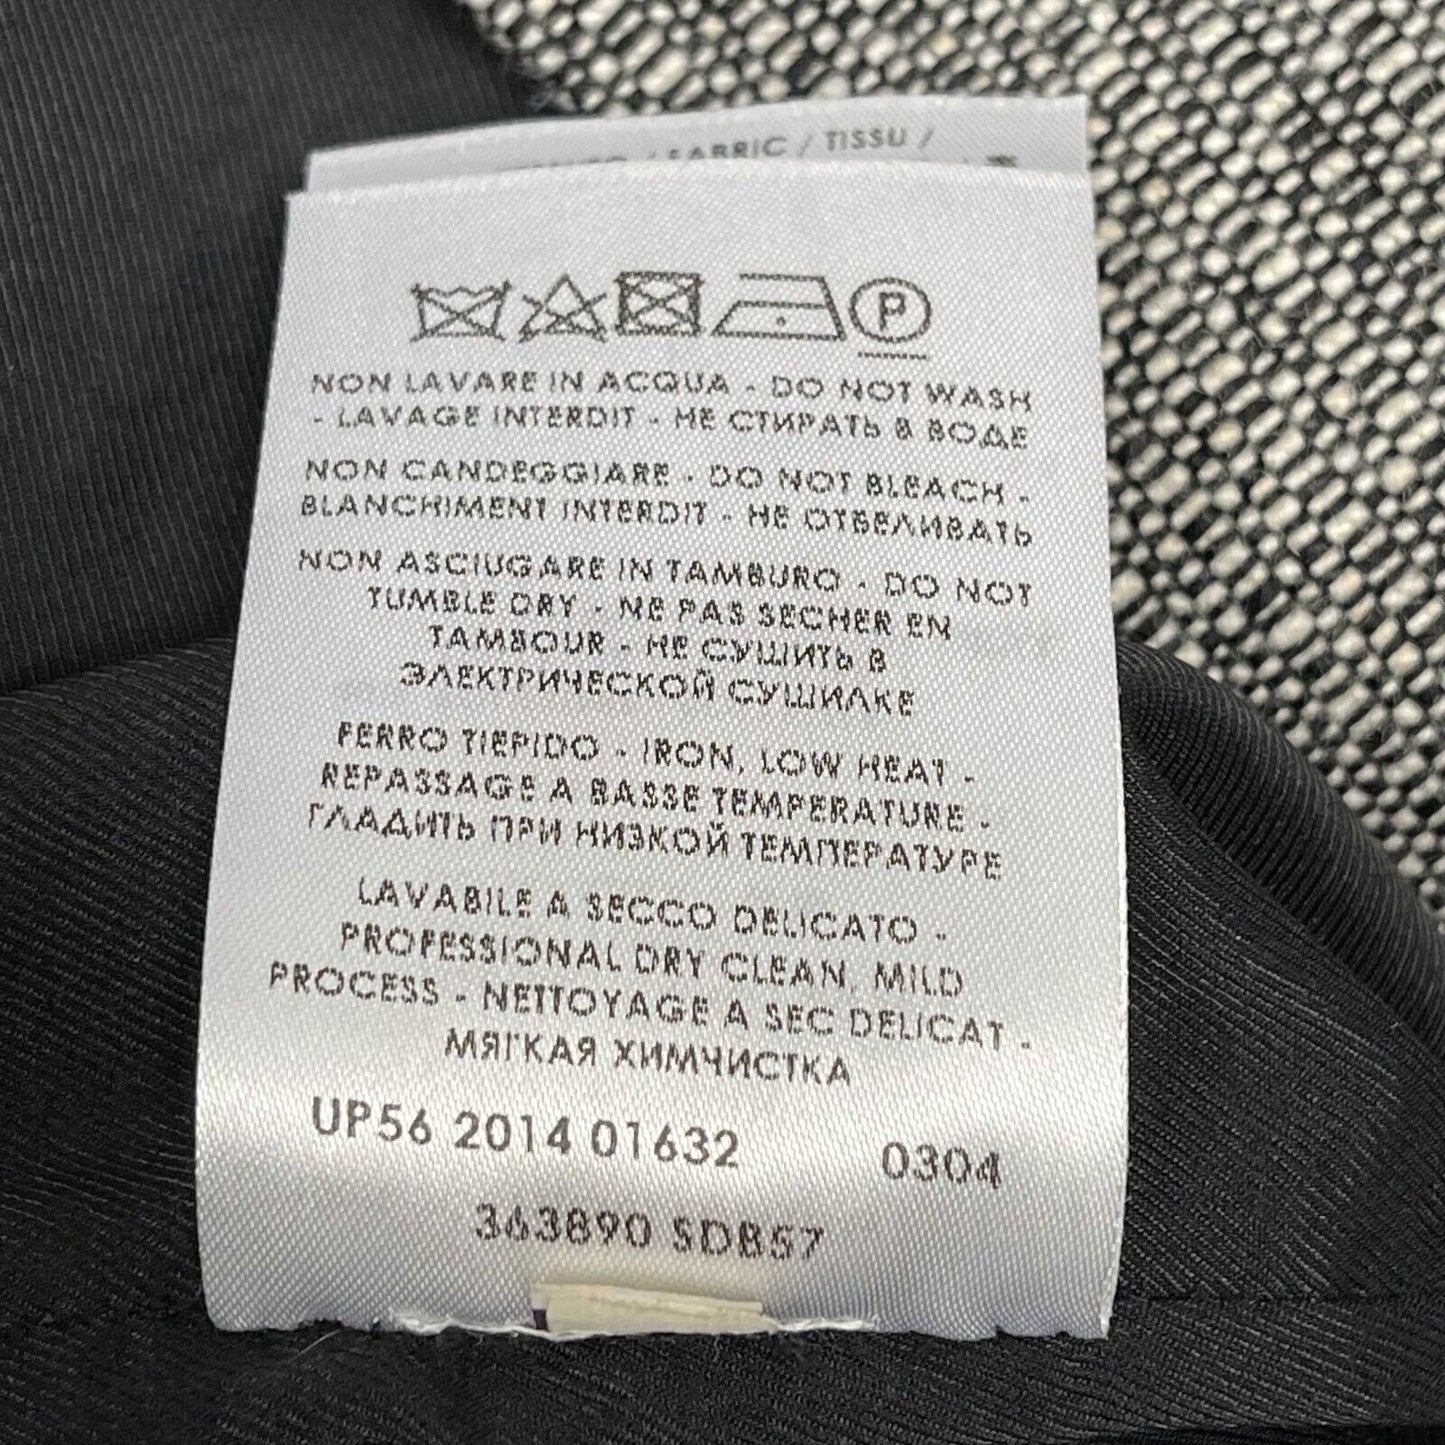 / FABRIC / TISSU /
P
NON LAVARE IN ACQUA - DO NOT WASH
- LAVAGE INTERDIT - НЕ СТИРАТЬ В ВОДЕ
NON CANDEGGIARE - DO NOT BLEACH -
BLANCHIMENT INTERDIT - НЕ ОТБЕЛИВАТЬ
NON ASCIUGARE IN TAMBURO - DO NOT
TUMBLE DRY - NE PAS SECHER EN
TAMBOUR - НЕ СУШИТЬ В
ЭЛЕКТРИЧЕСКОЙ СУШИЛКЕ
FERRO TIEPIDO - IRON, LOW HEAT -
REPASSAGE A BASSE TEMPERATURE -
ГЛАДИТЬ ПРИ НИЗКОЙ ТЕМПЕРАТУРЕ
LAVABILE A SECCO DELICATO -
PROFESSIONAL DRY CLEAN, MILD
PROCESS - NETTOYAGE A SEC DELICAT -
МЯГКАЯ ХИМЧИСТКА
UP56 2014 01632 0304
363890 SDB57